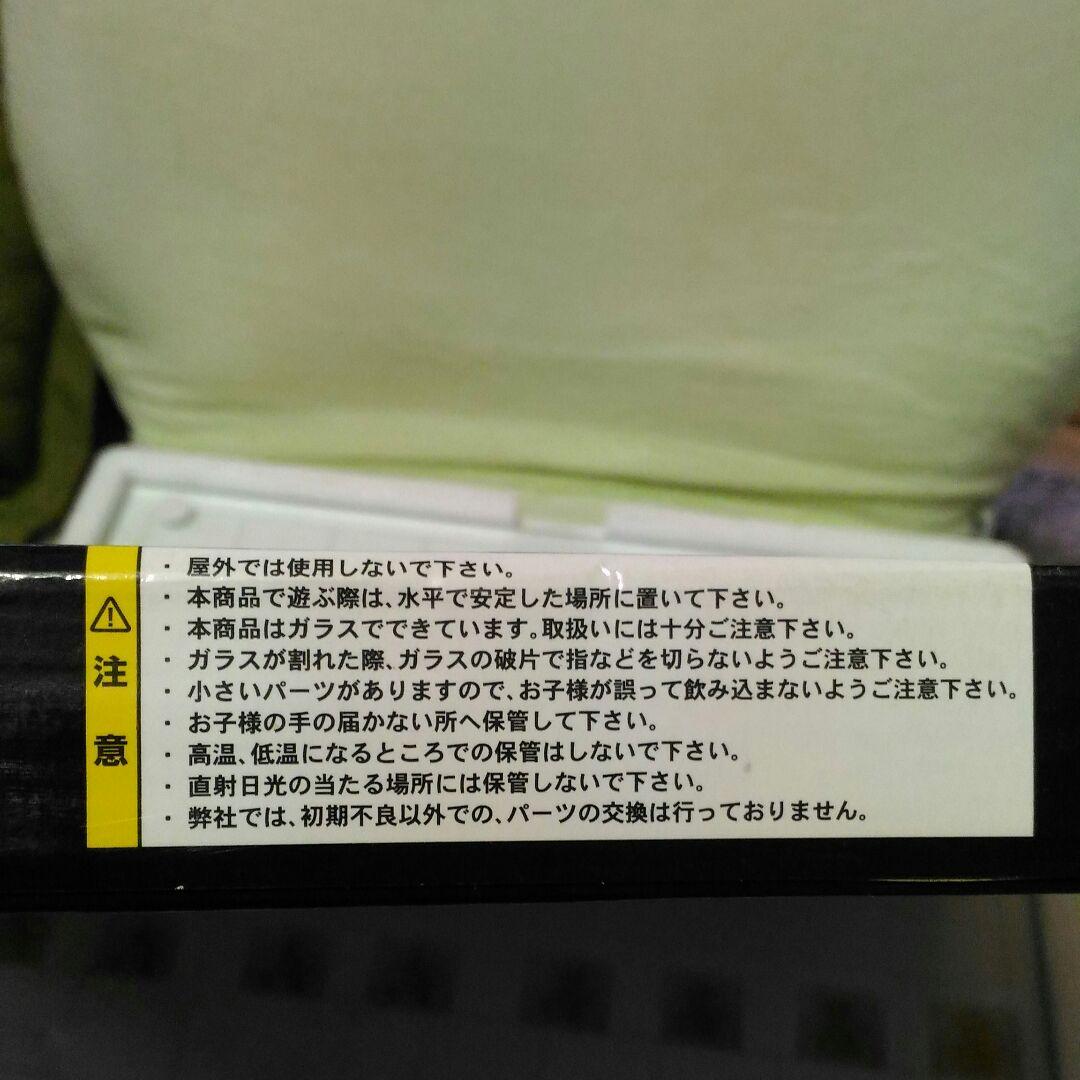 注意
・屋外では使用しないで下さい。
・本商品で遊ぶ際は、水平で安定した場所に置いて下さい。
・本商品はガラスでできています。取扱いには十分ご注意下さい。
・ガラスが割れた際、ガラスの破片で指などを切らないようご注意下さい。
・小さいパーツがありますので、お子様が誤って飲み込まないようご注意下さい。
・お子様の手の届かない所へ保管して下さい。
・高温、低温になるところでの保管はしないで下さい。
・直射日光の当たる場所には保管しないで下さい。
・弊社では、初期不良以外での、パーツの交換は行っておりません。